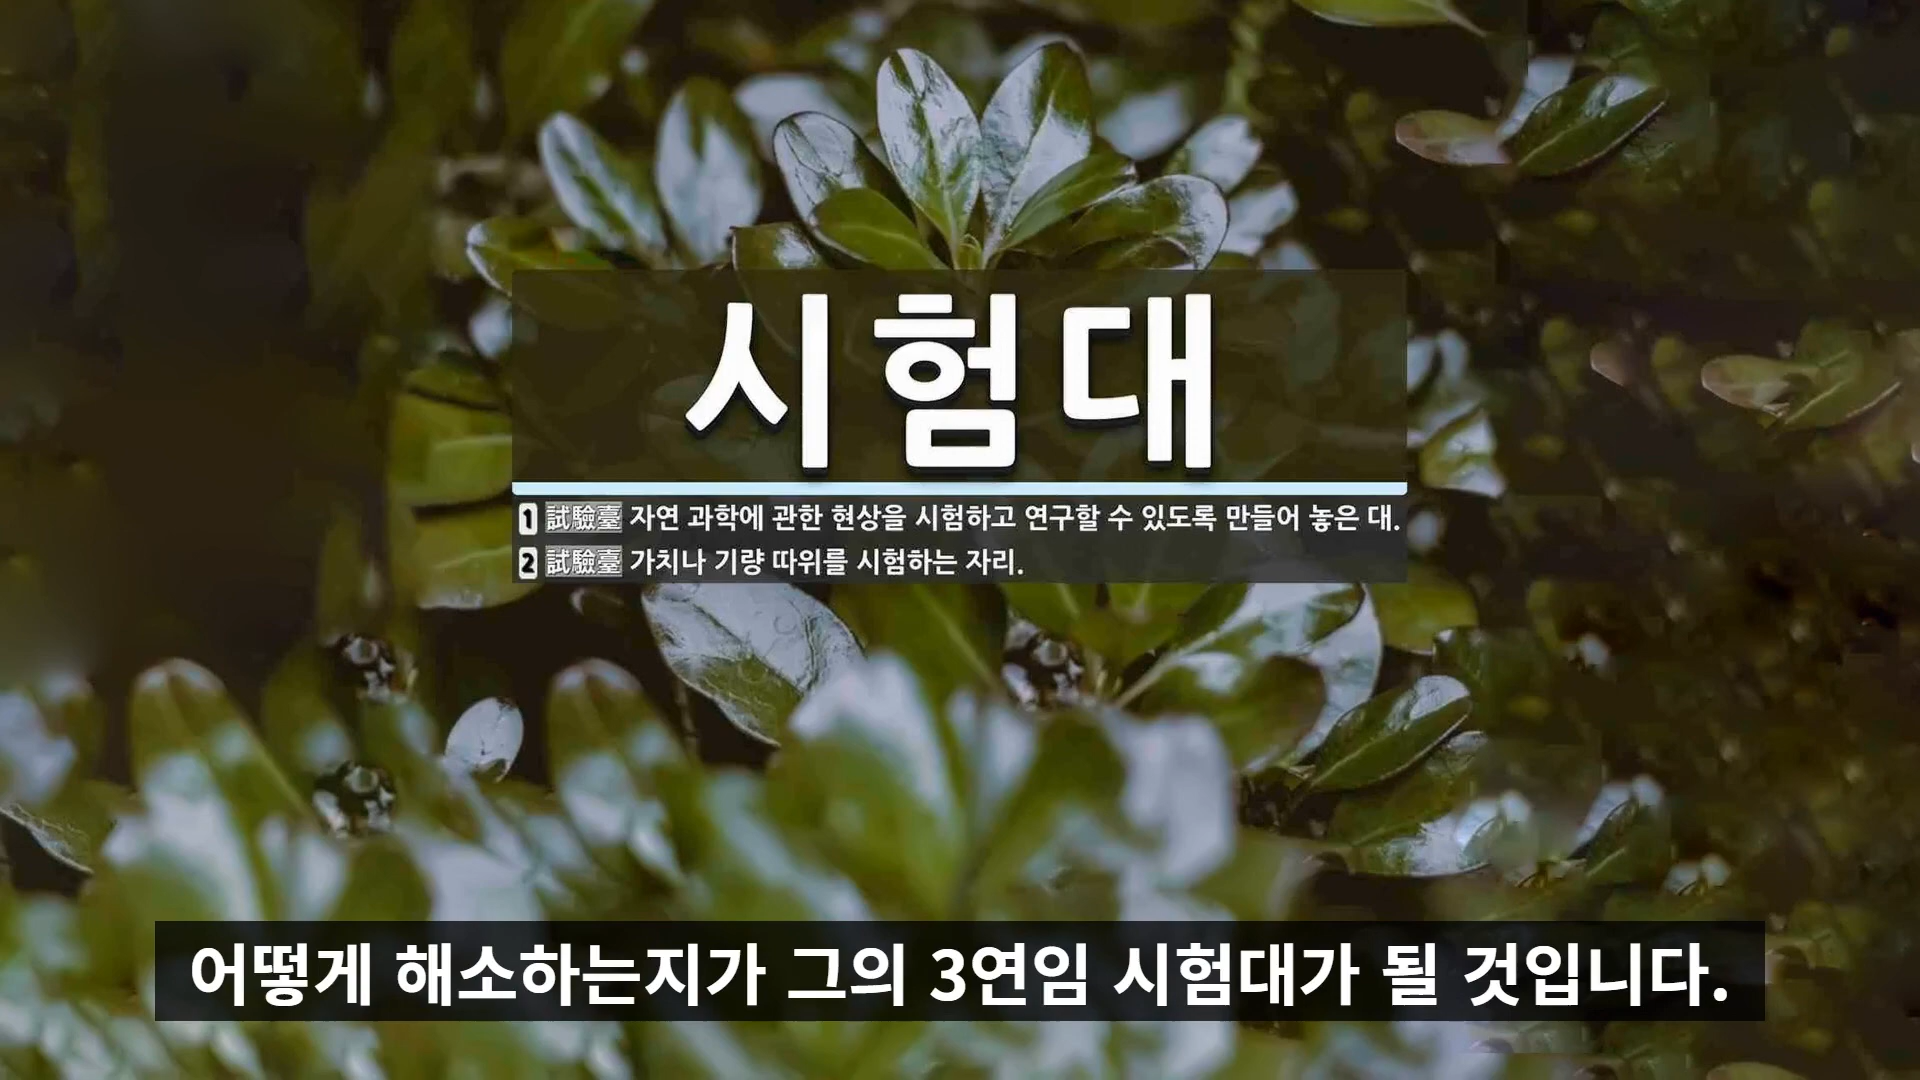 시험대
1 試驗臺 자연 과학에 관한 현상을 시험하고 연구할 수 있도록 만들어 놓은 대.
2 試驗臺 가치나 기량 따위를 시험하는 자리.
어떻게 해소하는지가 그의 3연임 시험대가 될 것입니다.